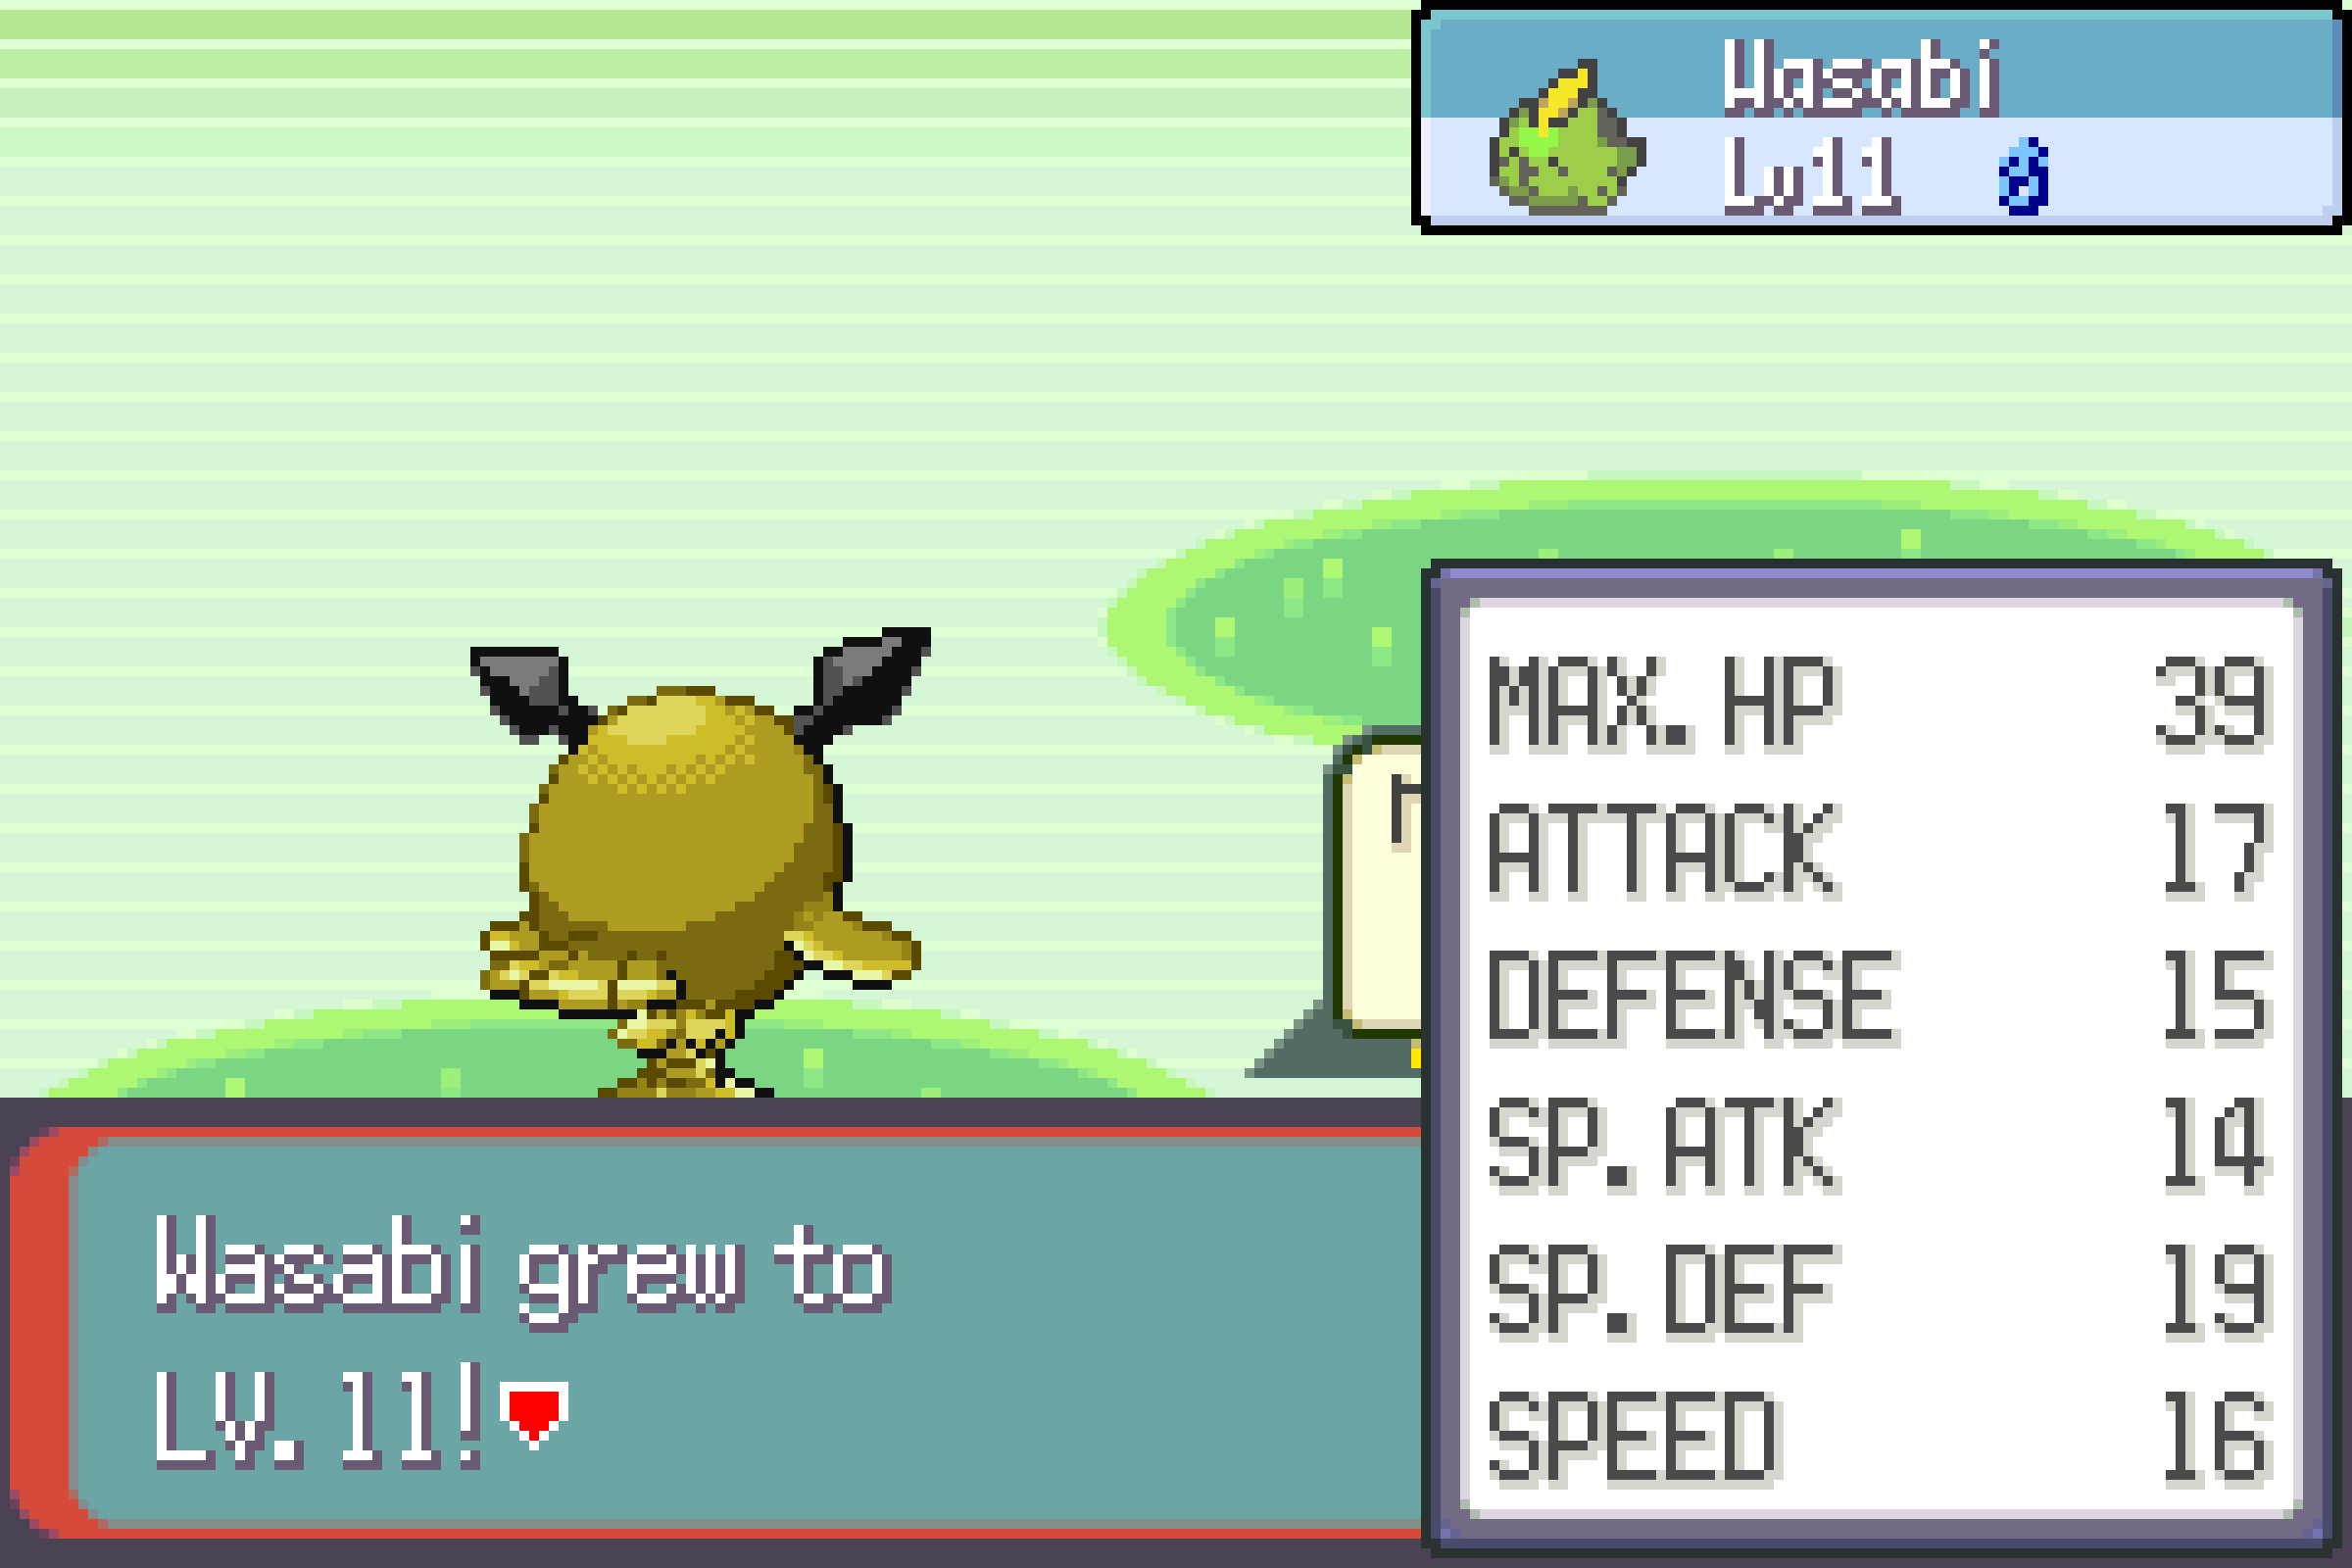 Wasabi
Lv11
MAX. HP 39
ATTACK 17
DEFENSE 15
SP. ATK 14
SP. DEF 19
SPEED 16
Wasabi grew to
LV. 11!